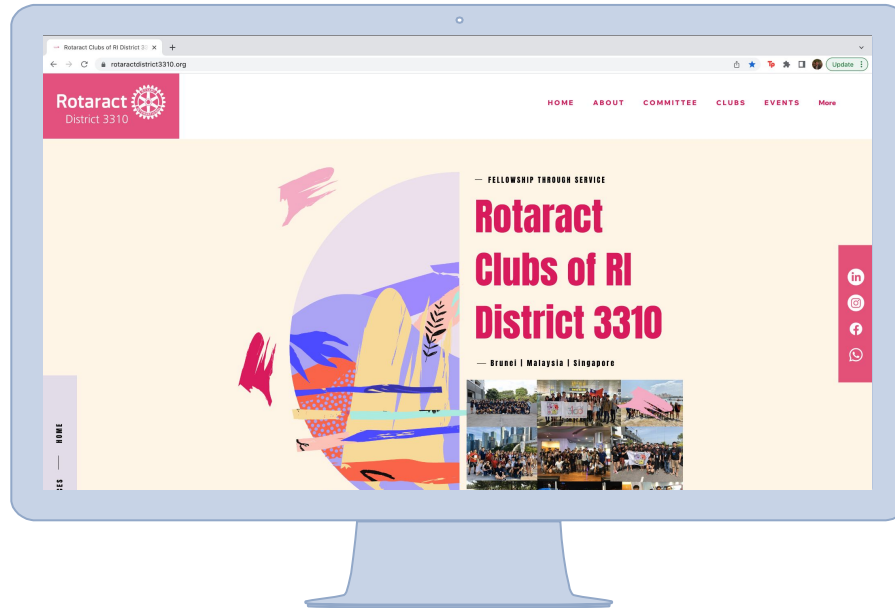 Rotaract Clubs of RI District 33
rotaractdistrict3310.org
Update
Rotaract
District 3310
HOME ABOUT COMMITTEE CLUBS EVENTS More
FELLOWSHIP THROUGH SERVICE
Rotaract
Clubs of RI
District 3310
Brunei | Malaysia | Singapore
in
HOME